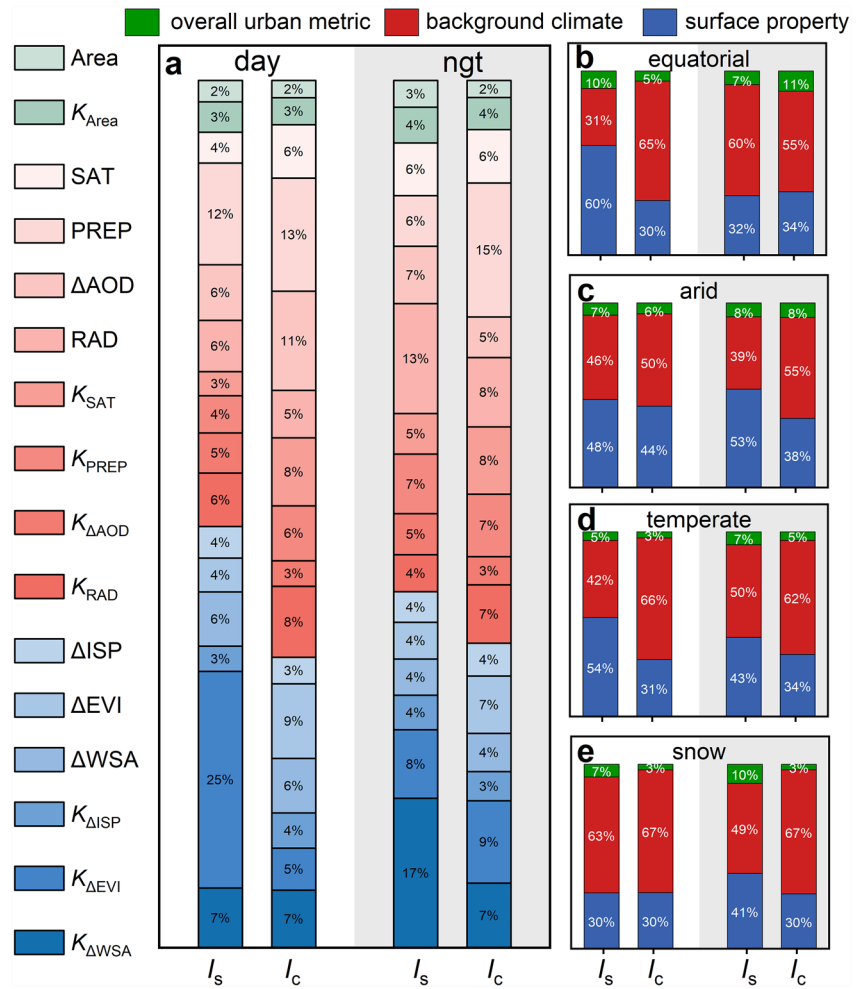 overall urban metric background climate surface property
Area
K_Area
SAT
PREP
ΔAOD
RAD
K_SAT
K_PREP
K_ΔAOD
K_RAD
ΔISP
ΔEVI
ΔWSA
K_ΔISP
K_ΔEVI
K_ΔWSA
a day ngt
2%
3%
4%
12%
6%
6%
3%
4%
5%
6%
4%
4%
6%
3%
25%
7%
2%
3%
6%
13%
11%
5%
8%
6%
3%
8%
3%
9%
6%
4%
5%
7%
3%
4%
6%
6%
7%
13%
5%
7%
5%
4%
4%
4%
4%
4%
8%
17%
2%
4%
6%
15%
5%
8%
8%
7%
3%
7%
4%
7%
4%
3%
9%
7%
I_s I_c I_s I_c
b equatorial
10% 5% 7% 11%
31% 65% 60% 55%
60% 30% 32% 34%
c arid
7% 6% 8% 8%
46% 50% 39% 55%
48% 44% 53% 38%
d temperate
5% 3% 7% 5%
42% 66% 50% 62%
54% 31% 43% 34%
e snow
7% 3% 10% 3%
63% 67% 49% 67%
30% 30% 41% 30%
I_s I_c I_s I_c